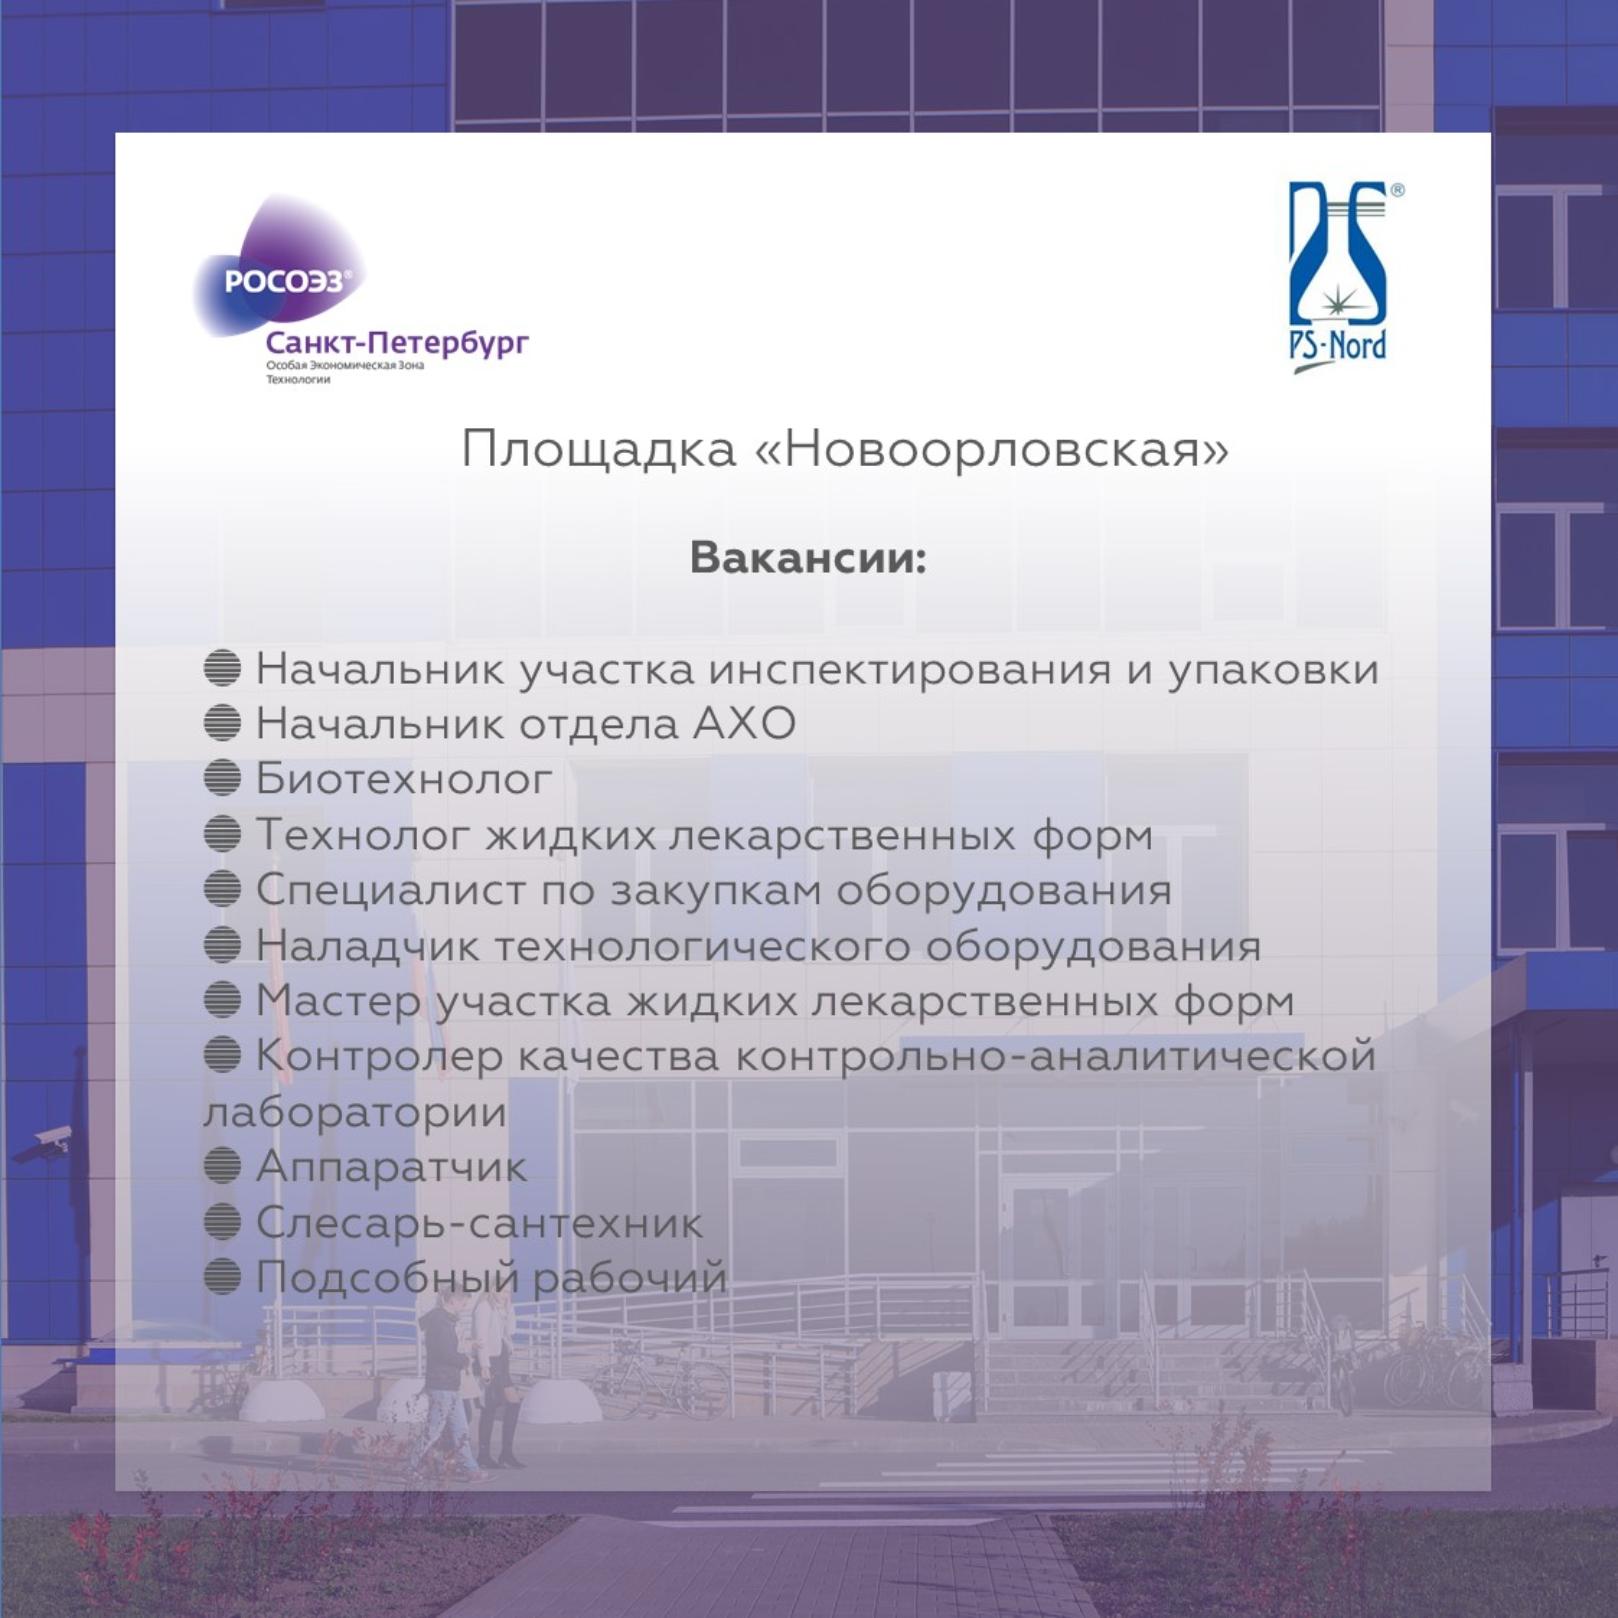 РОСОЭЗ®
Санкт-Петербург
Особая Экономическая Зона
Технологии
®
PS-Nord
Площадка «Новоорловская»
Вакансии:
Начальник участка инспектирования и упаковки
Начальник отдела АХО
Биотехнолог
Технолог жидких лекарственных форм
Специалист по закупкам оборудования
Наладчик технологического оборудования
Мастер участка жидких лекарственных форм
Контролер качества контрольно-аналитической
лаборатории
Аппаратчик
Слесарь-сантехник
Подсобный рабочий